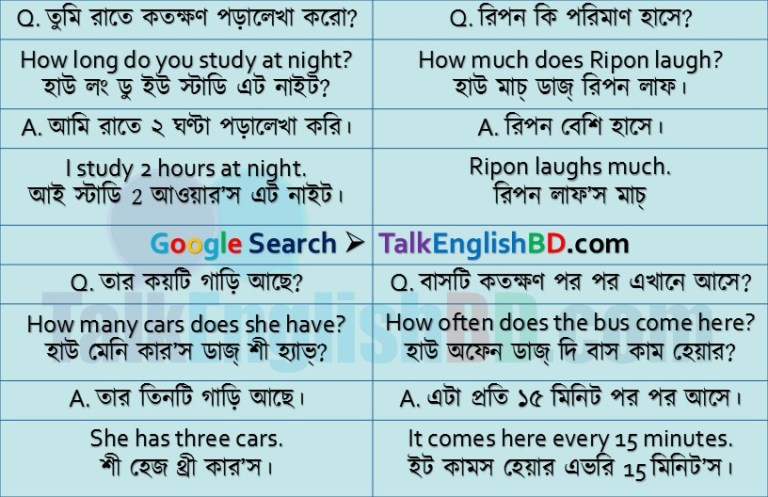 Q. তুমি রাতে কতক্ষণ পড়ালেখা করো?
How long do you study at night?
হাউ লং ডু ইউ স্টাডি এট নাইট?
A. আমি রাতে ২ ঘণ্টা পড়ালেখা করি।
I study 2 hours at night.
আই স্টাডি 2 আওয়ার’স এট নাইট।
Q. রিপন কি পরিমাণ হাসে?
How much does Ripon laugh?
হাউ মাচ্ ডাজ্ রিপন লাফ।
A. রিপন বেশি হাসে।
Ripon laughs much.
রিপন লাফ’স মাচ্
Google Search ➢ TalkEnglishBD.com
Q. তার কয়টি গাড়ি আছে?
How many cars does she have?
হাউ মেনি কার’স ডাজ্ শী হ্যাভ্?
A. তার তিনটি গাড়ি আছে।
She has three cars.
শী হেজ থ্রী কার’স।
Q. বাসটি কতক্ষণ পর পর এখানে আসে?
How often does the bus come here?
হাউ অফেন ডাজ্ দি বাস কাম হেয়ার?
A. এটা প্রতি ১৫ মিনিট পর পর আসে।
It comes here every 15 minutes.
ইট কামস হেয়ার এভরি 15 মিনিট’স।
TalkEnglishBD.com